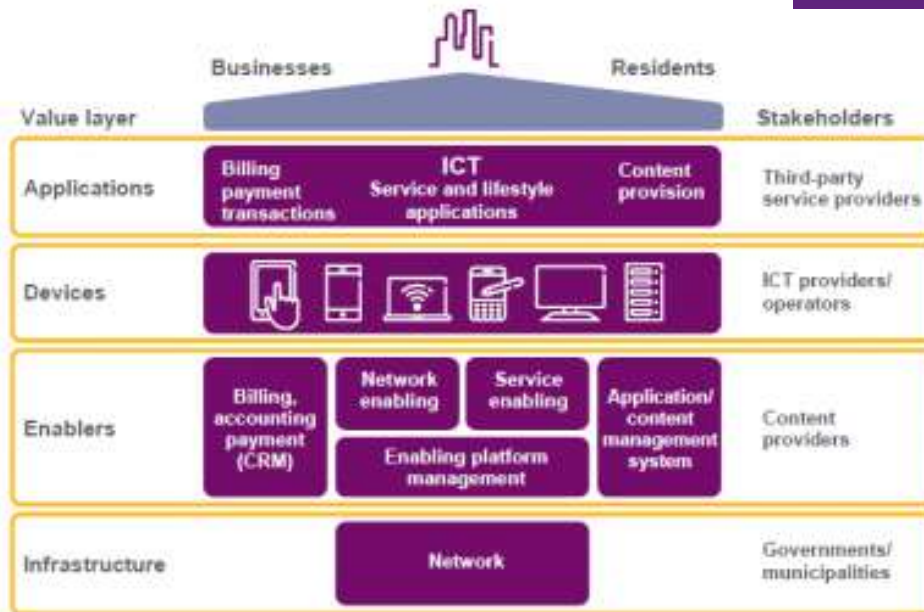 Businesses
Residents
Value layer
Stakeholders
Applications
Billing
payment
transactions
ICT
Service and lifestyle
applications
Content
provision
Third-party
service providers
Devices
ICT providers/
operators
Enablers
Billing,
accounting
payment
(CRM)
Network
enabling
Service
enabling
Enabling platform
management
Application/
content
management
system
Content
providers
Infrastructure
Network
Governments/
municipalities